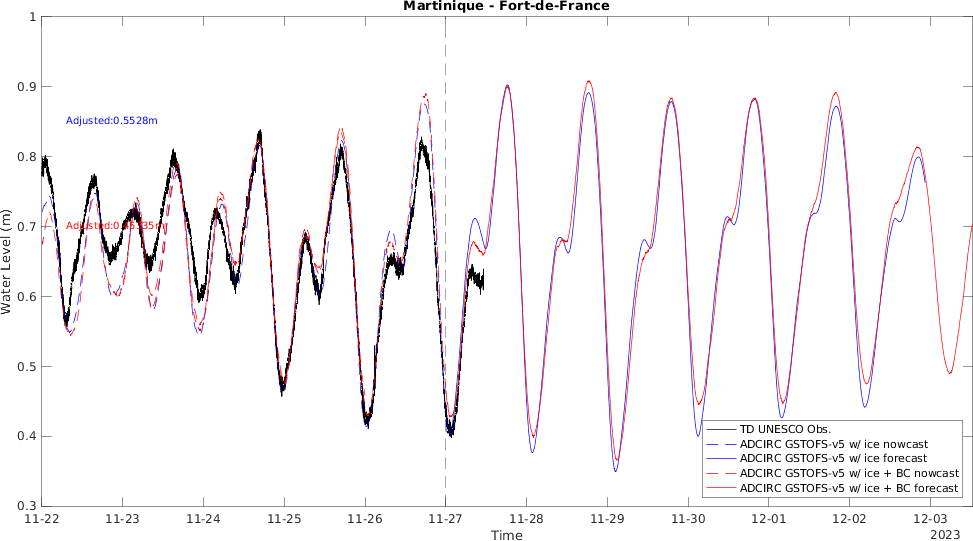 Martinique - Fort-de-France
1
0.9
0.8
0.7
0.6
0.5
0.4
0.3
Water Level (m)
Adjusted:0.5528m
TD UNESCO Obs.
ADCIRC GSTOFS-v5 w/ ice nowcast
ADCIRC GSTOFS-v5 w/ ice forecast
ADCIRC GSTOFS-v5 w/ ice + BC nowcast
ADCIRC GSTOFS-v5 w/ ice + BC forecast
11-22
11-23
11-24
11-25
11-26
11-27
11-28
11-29
11-30
12-01
12-02
12-03
Time
2023